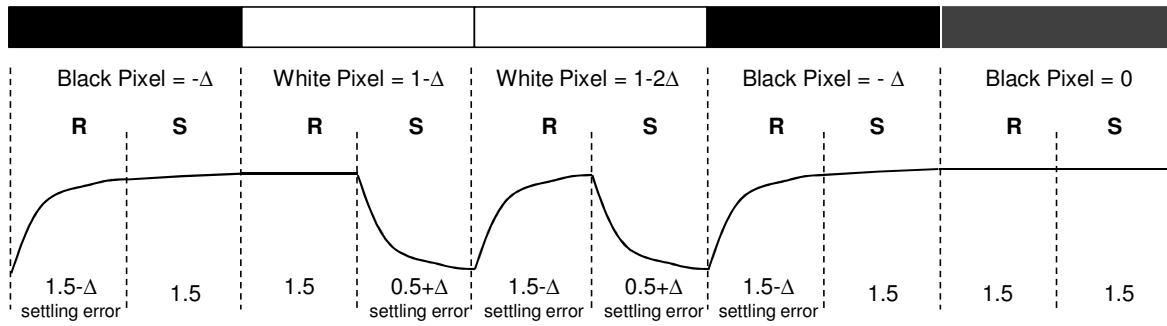 Black Pixel = -Δ White Pixel = 1-Δ White Pixel = 1-2Δ Black Pixel = - Δ Black Pixel = 0
R S R S R S R S R S
1.5-Δ 1.5 1.5 0.5+Δ 1.5-Δ 0.5+Δ 1.5-Δ 1.5 1.5 1.5
settling error settling error settling error settling error settling error